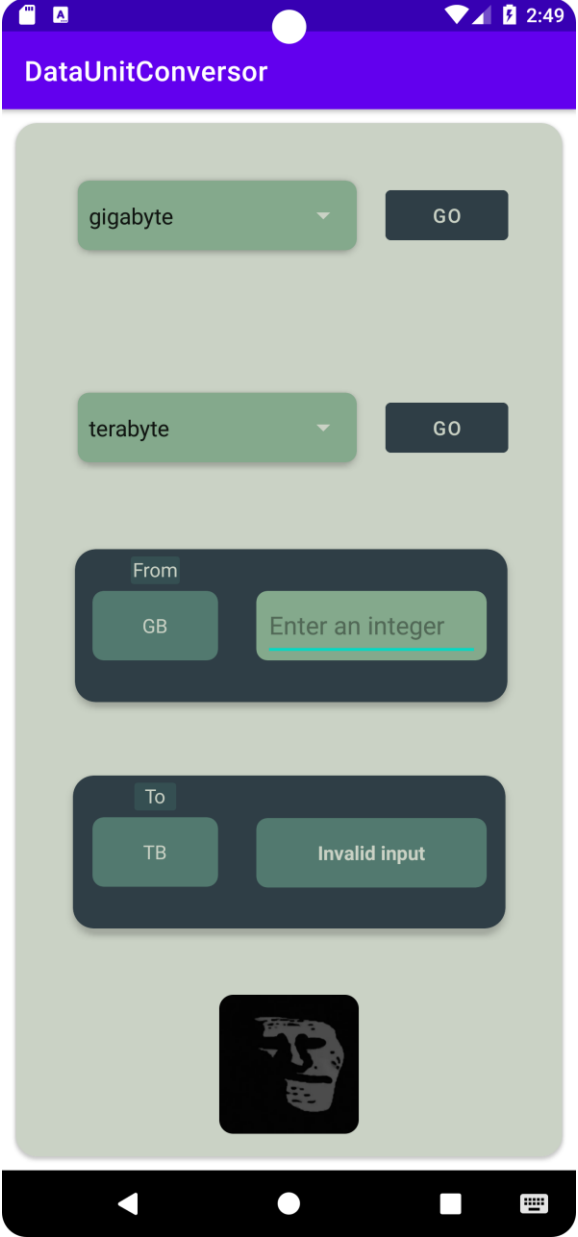 2:49
DataUnitConversor
gigabyte
GO
terabyte
GO
From
GB
Enter an integer
To
TB
Invalid input